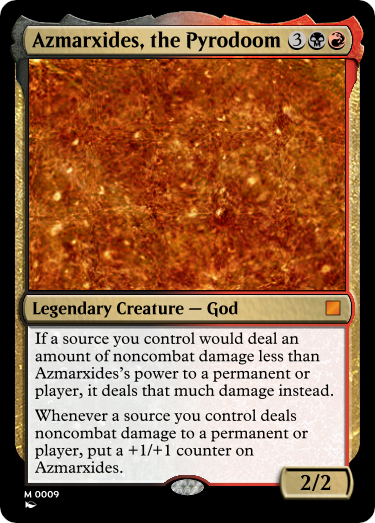 Azmarxides, the Pyrodoom 3
Legendary Creature — God
If a source you control would deal an
amount of noncombat damage less than
Azmarxides's power to a permanent or
player, it deals that much damage instead.
Whenever a source you control deals
noncombat damage to a permanent or
player, put a +1/+1 counter on
Azmarxides.
2/2
M 0009